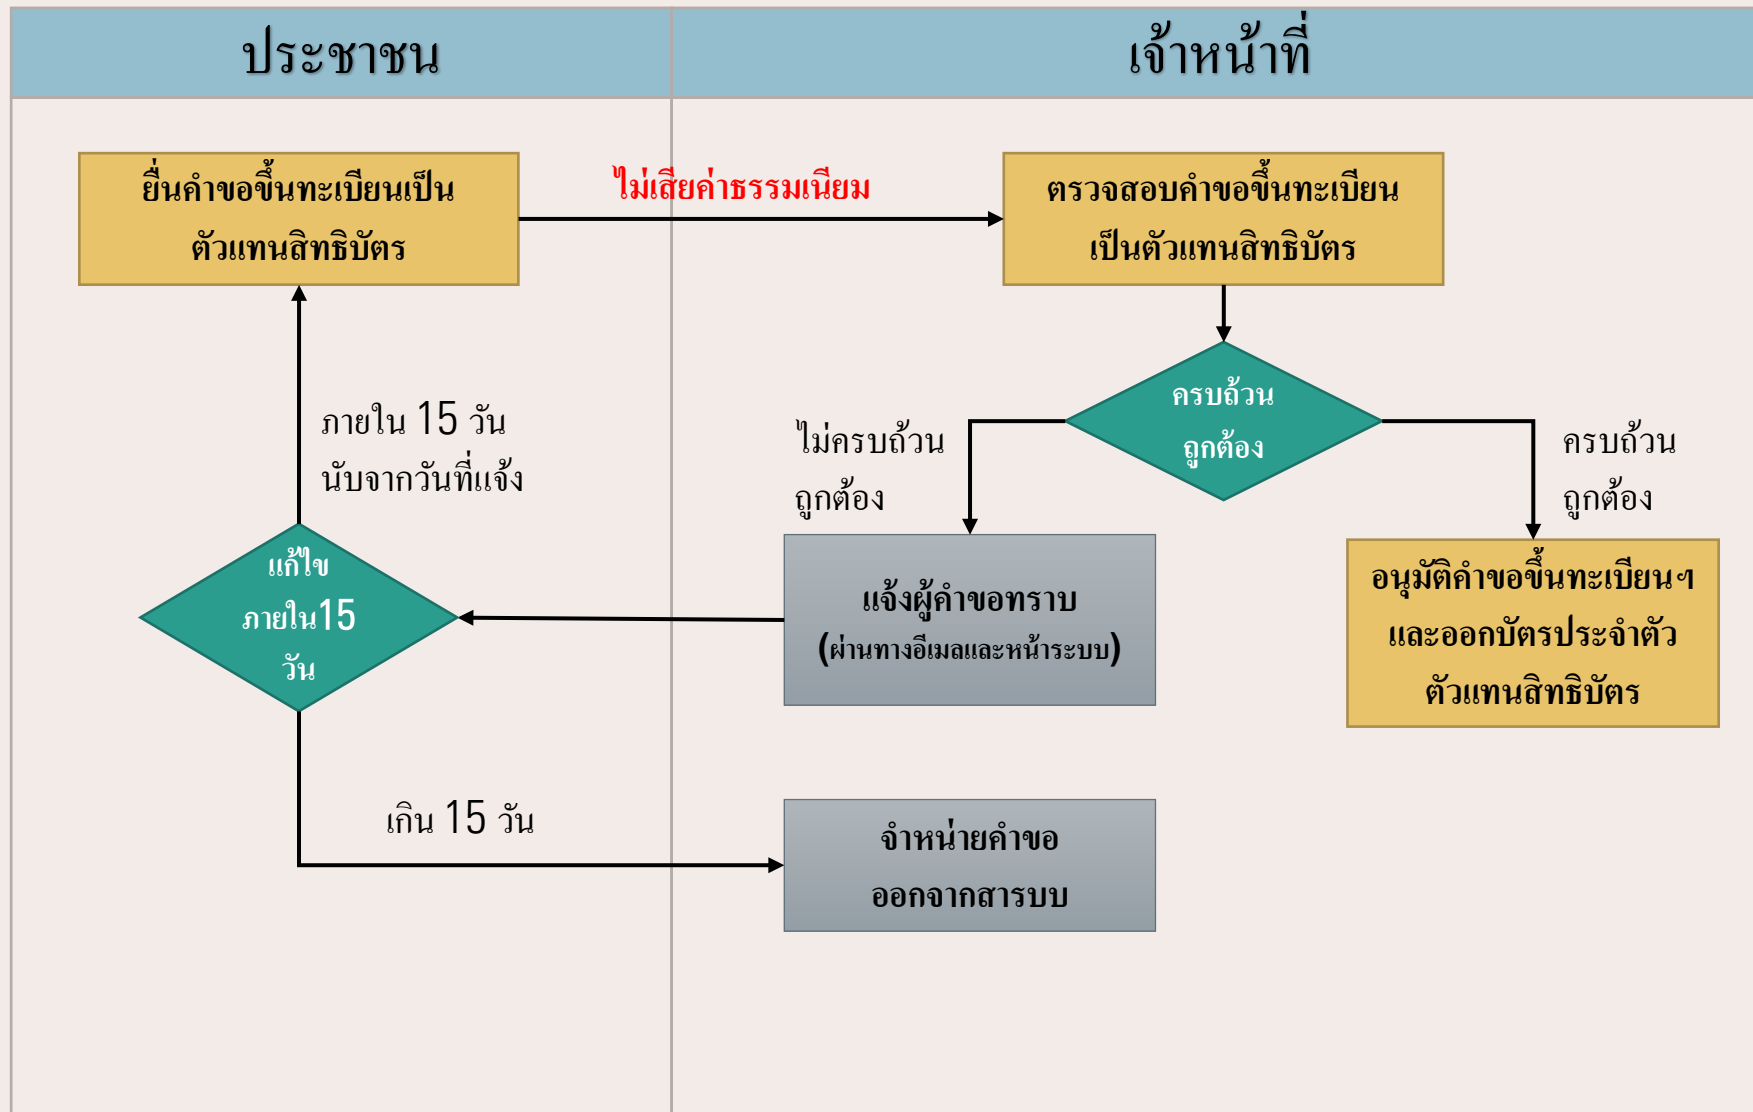 ประชาชน
เจ้าหน้าที่
ยื่นคำขอขึ้นทะเบียนเป็น
ตัวแทนสิทธิบัตร
ไม่เสียค่าธรรมเนียม
ตรวจสอบคำขอขึ้นทะเบียน
เป็นตัวแทนสิทธิบัตร
ครบถ้วน
ถูกต้อง
ไม่ครบถ้วน
ถูกต้อง
ครบถ้วน
ถูกต้อง
ภายใน 15 วัน
นับจากวันที่แจ้ง
แก้ไข
ภายใน15
วัน
แจ้งผู้คำขอทราบ
(ผ่านทางอีเมลและหน้าระบบ)
อนุมัติคำขอขึ้นทะเบียนฯ
และออกบัตรประจำตัว
ตัวแทนสิทธิบัตร
เกิน 15 วัน
จำหน่ายคำขอ
ออกจากสารบบ